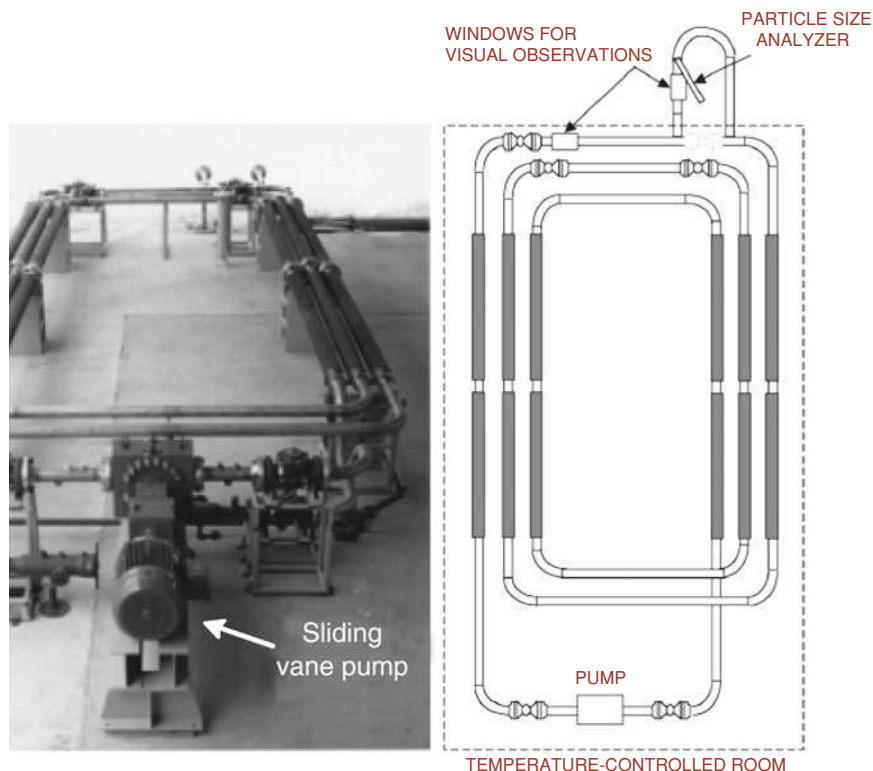 WINDOWS FOR
VISUAL OBSERVATIONS
PARTICLE SIZE
ANALYZER
Sliding
vane pump
PUMP
TEMPERATURE-CONTROLLED ROOM